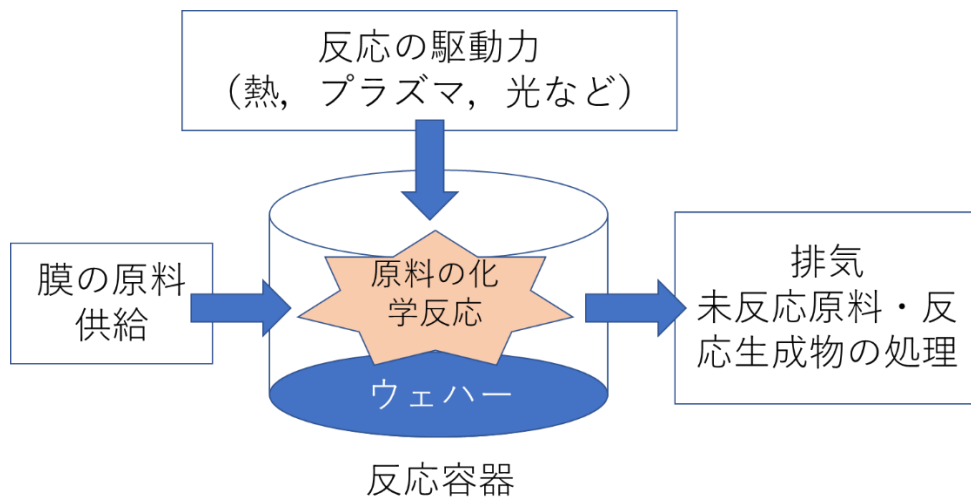 反応の駆動力
（熱，プラズマ，光など）
膜の原料
供給
原料の化
学反応
排気
未反応原料・反
応生成物の処理
ウェハー
反応容器